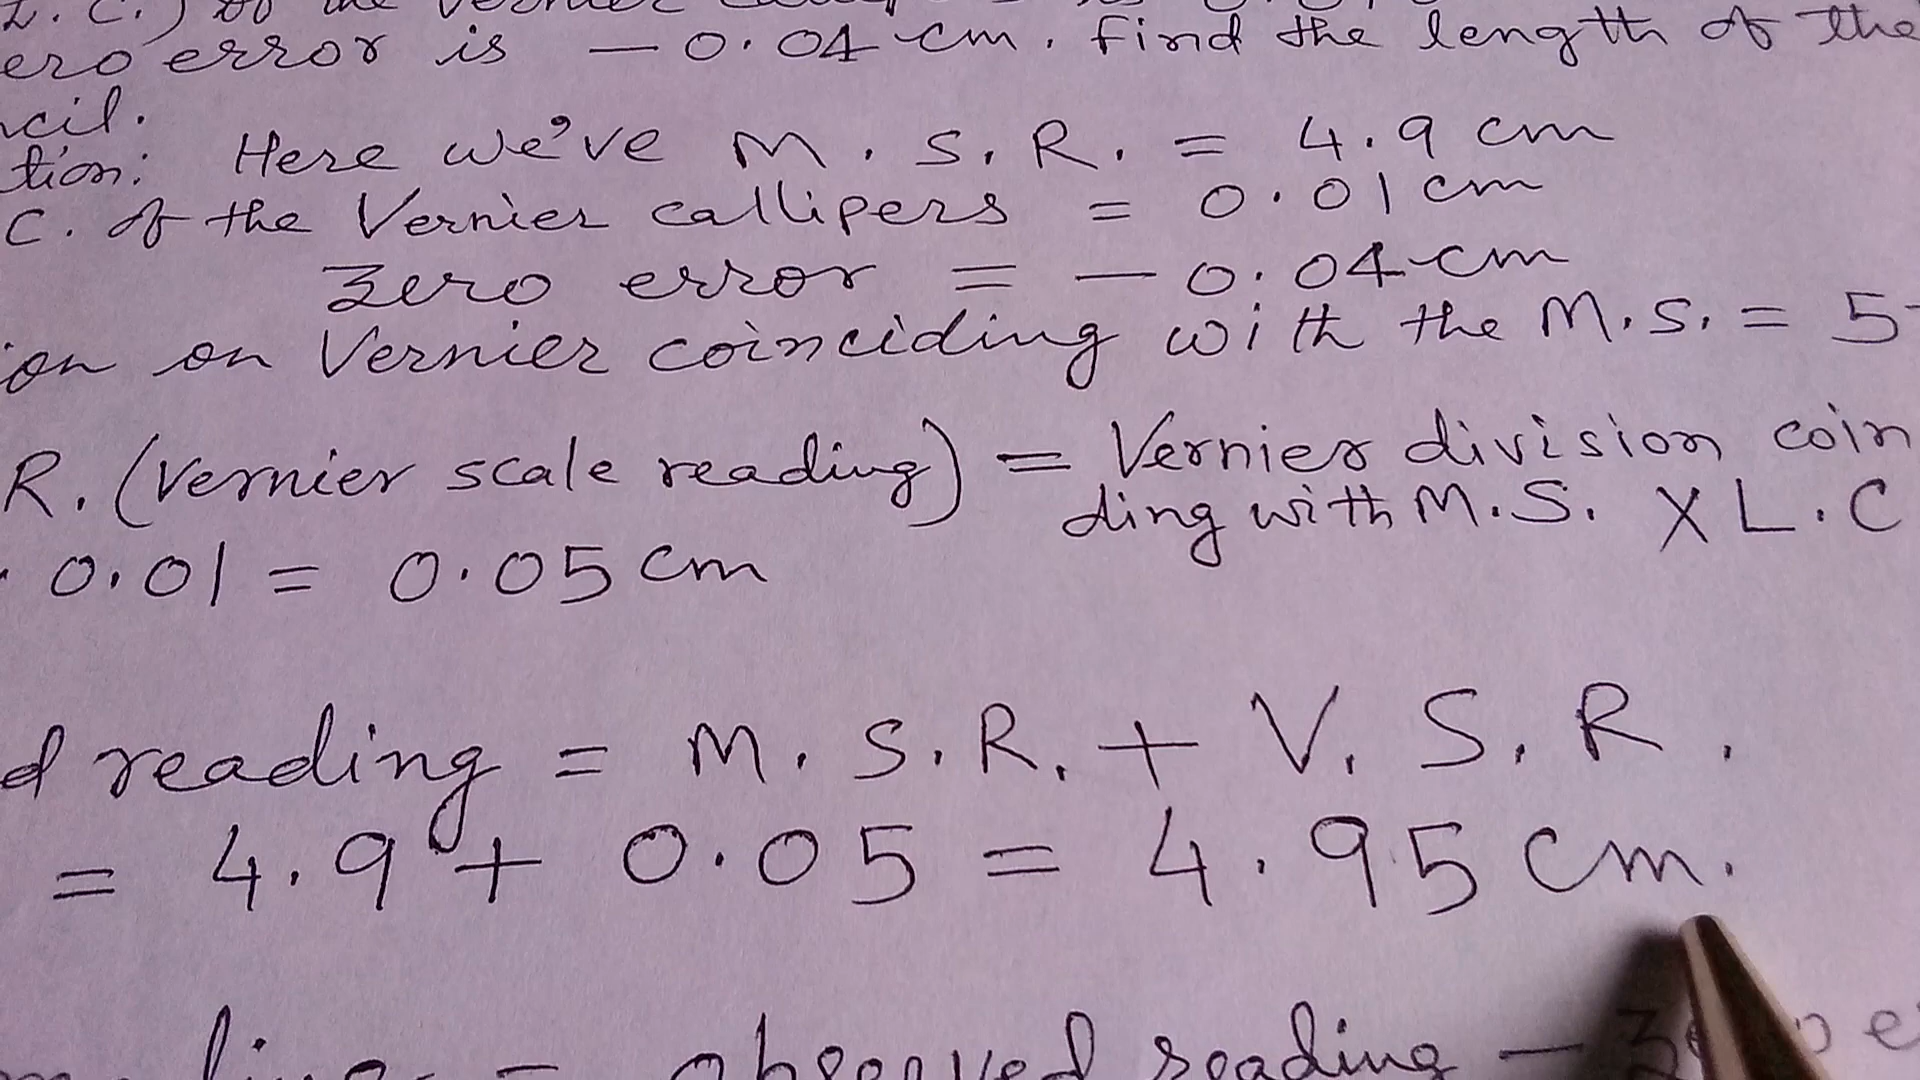 ero error is - 0.04 cm. Find the length of the
ncil.
tion: Here we've M.S.R. = 4.9 cm
C. of the Vernier callipers = 0.01 cm
Zero error = - 0.04 cm
ion on Vernier coinciding with the M.S. = 5
R. (Vernier scale reading) = Vernier division coin
ding with M.S. X L.C
0.01 = 0.05 cm
d reading = M.S.R. + V.S.R.
= 4.9 + 0.05 = 4.95 cm.
observed reading - ze